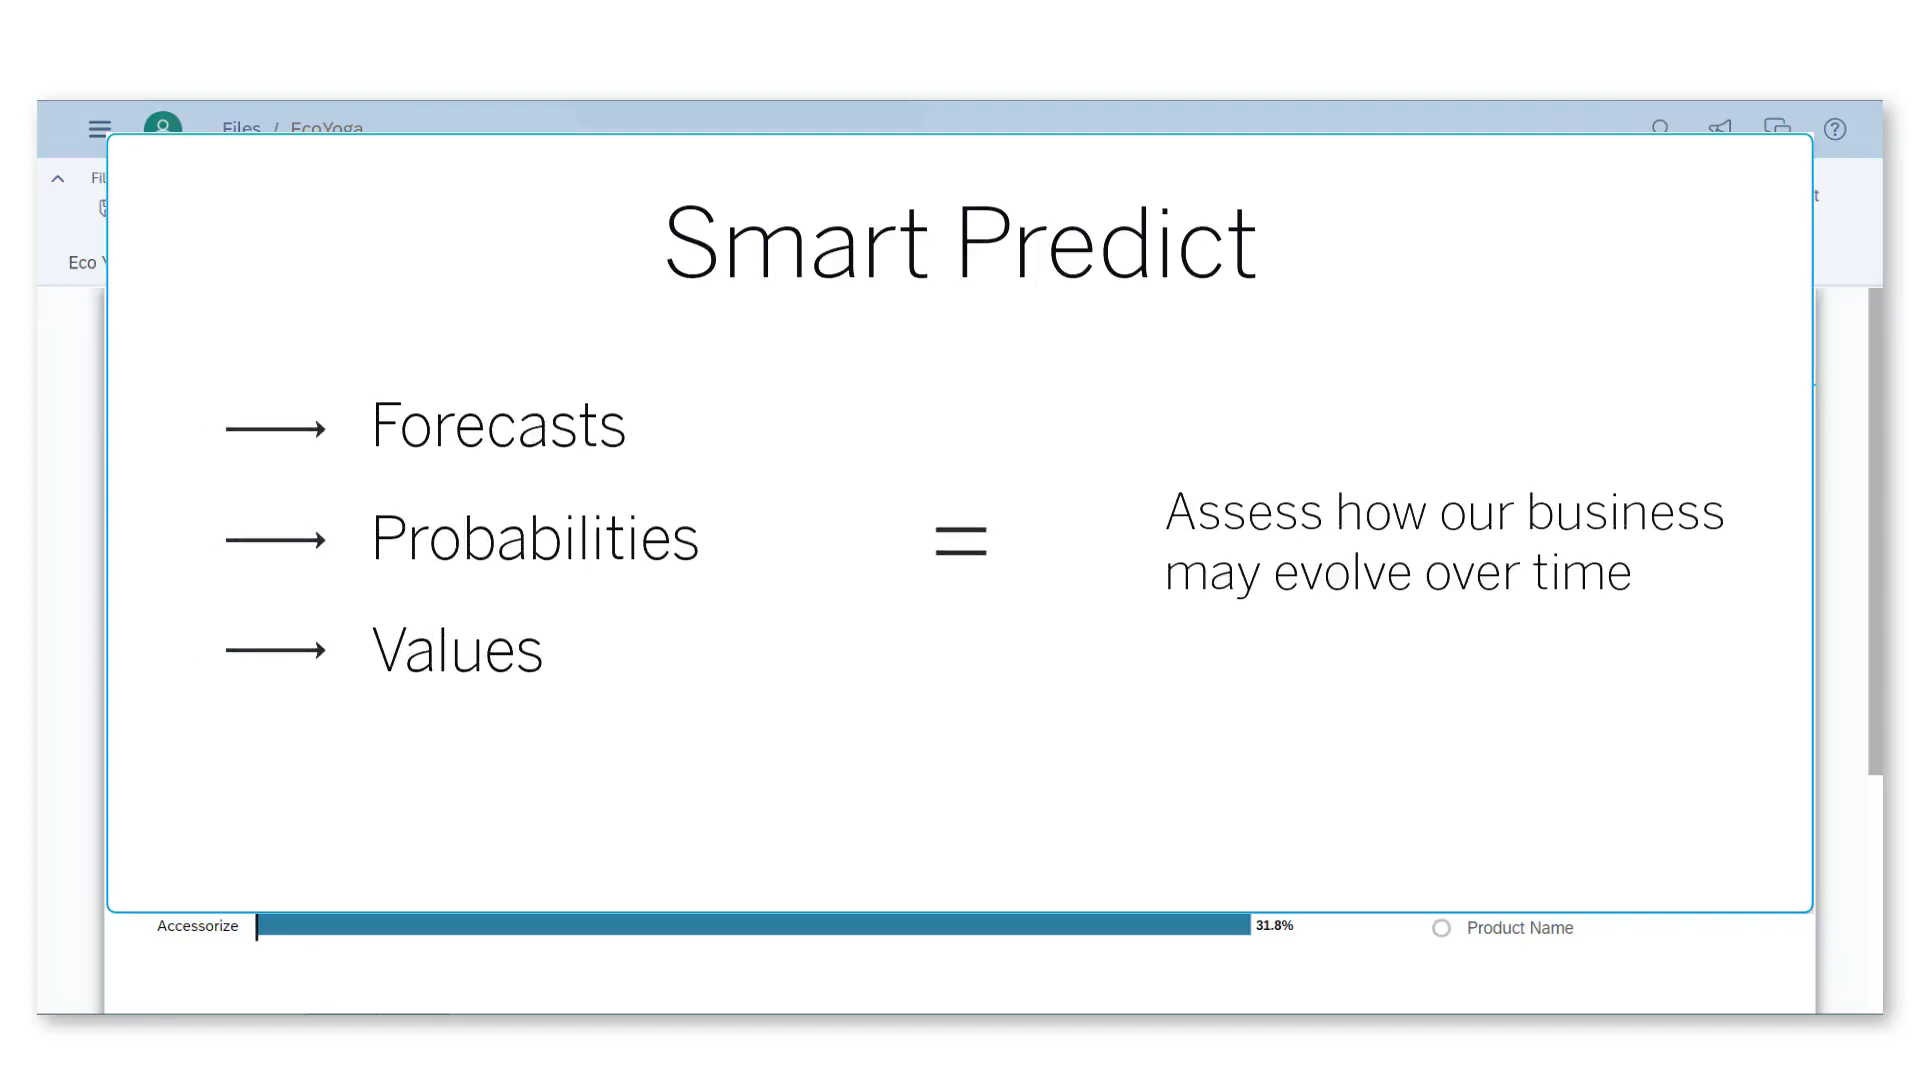 Files / EcoYoga
Fil
t
Eco
Smart Predict
Forecasts
Probabilities
Values
=
Assess how our business
may evolve over time
Accessorize 31.8% Product Name